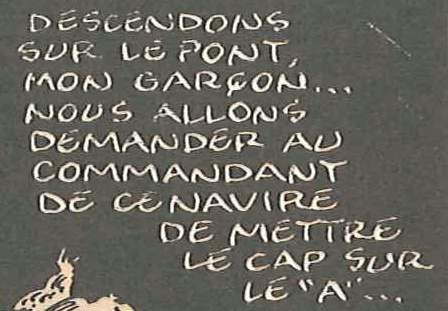 DESCENDONS
SUR LE PONT,
MON GARÇON...
NOUS ALLONS
DEMANDER AU
COMMANDANT
DE CE NAVIRE
DE METTRE
LE CAP SUR
LE "A"...